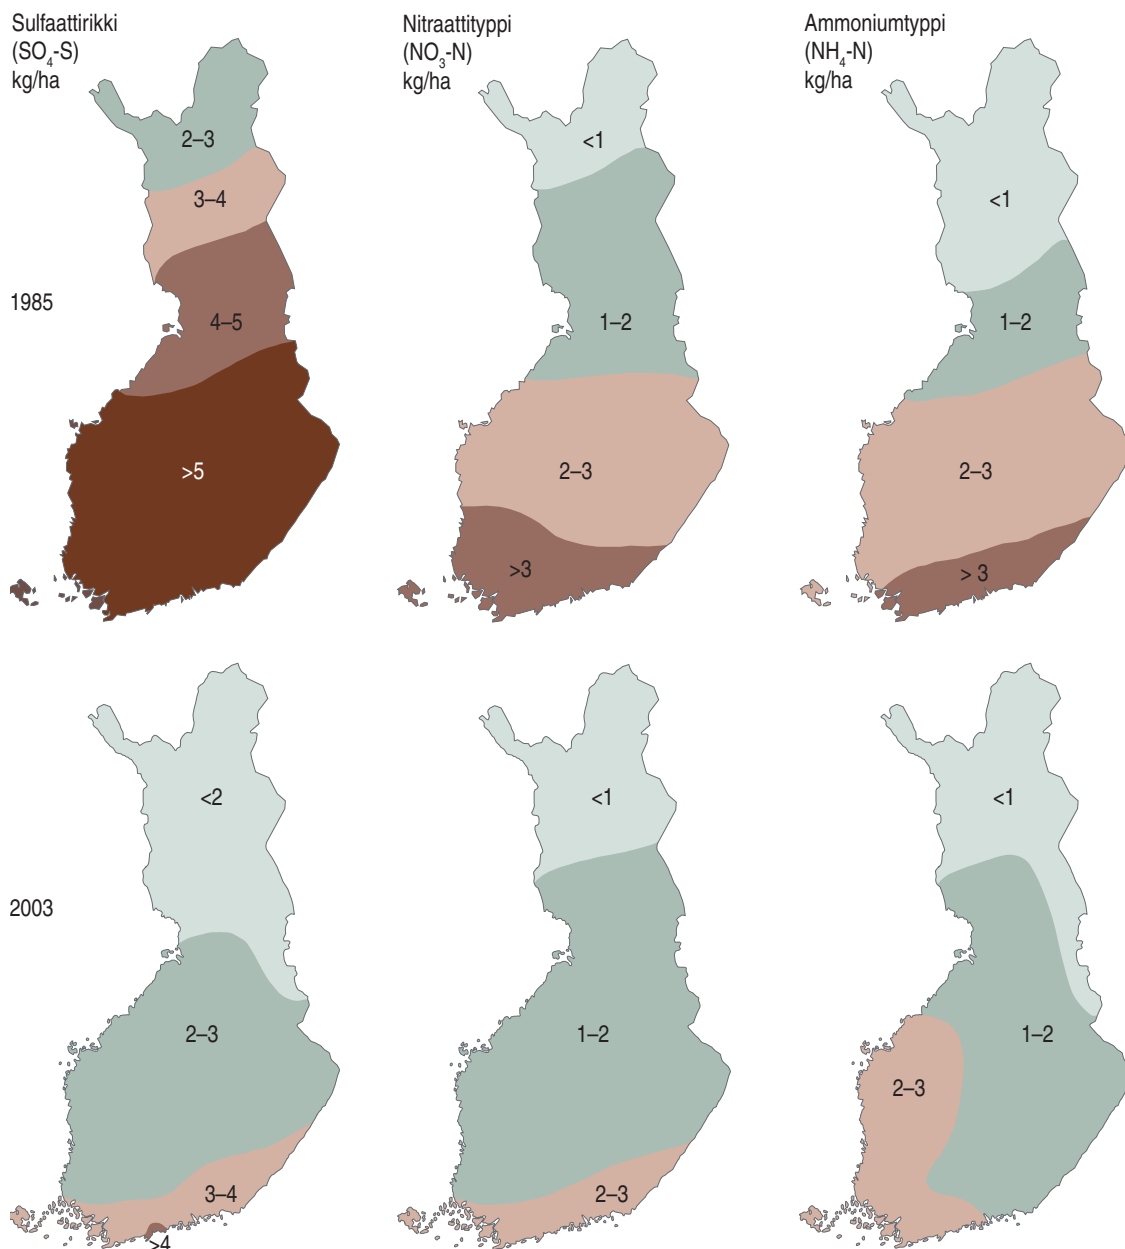 Sulfaattirikki
(SO₄-S)
kg/ha
Nitraattityppi
(NO₃-N)
kg/ha
Ammoniumtyppi
(NH₄-N)
kg/ha
1985
2–3
3–4
4–5
>5
<1
1–2
2–3
>3
<1
1–2
2–3
> 3
2003
<2
2–3
3–4
>4
<1
1–2
2–3
<1
1–2
2–3